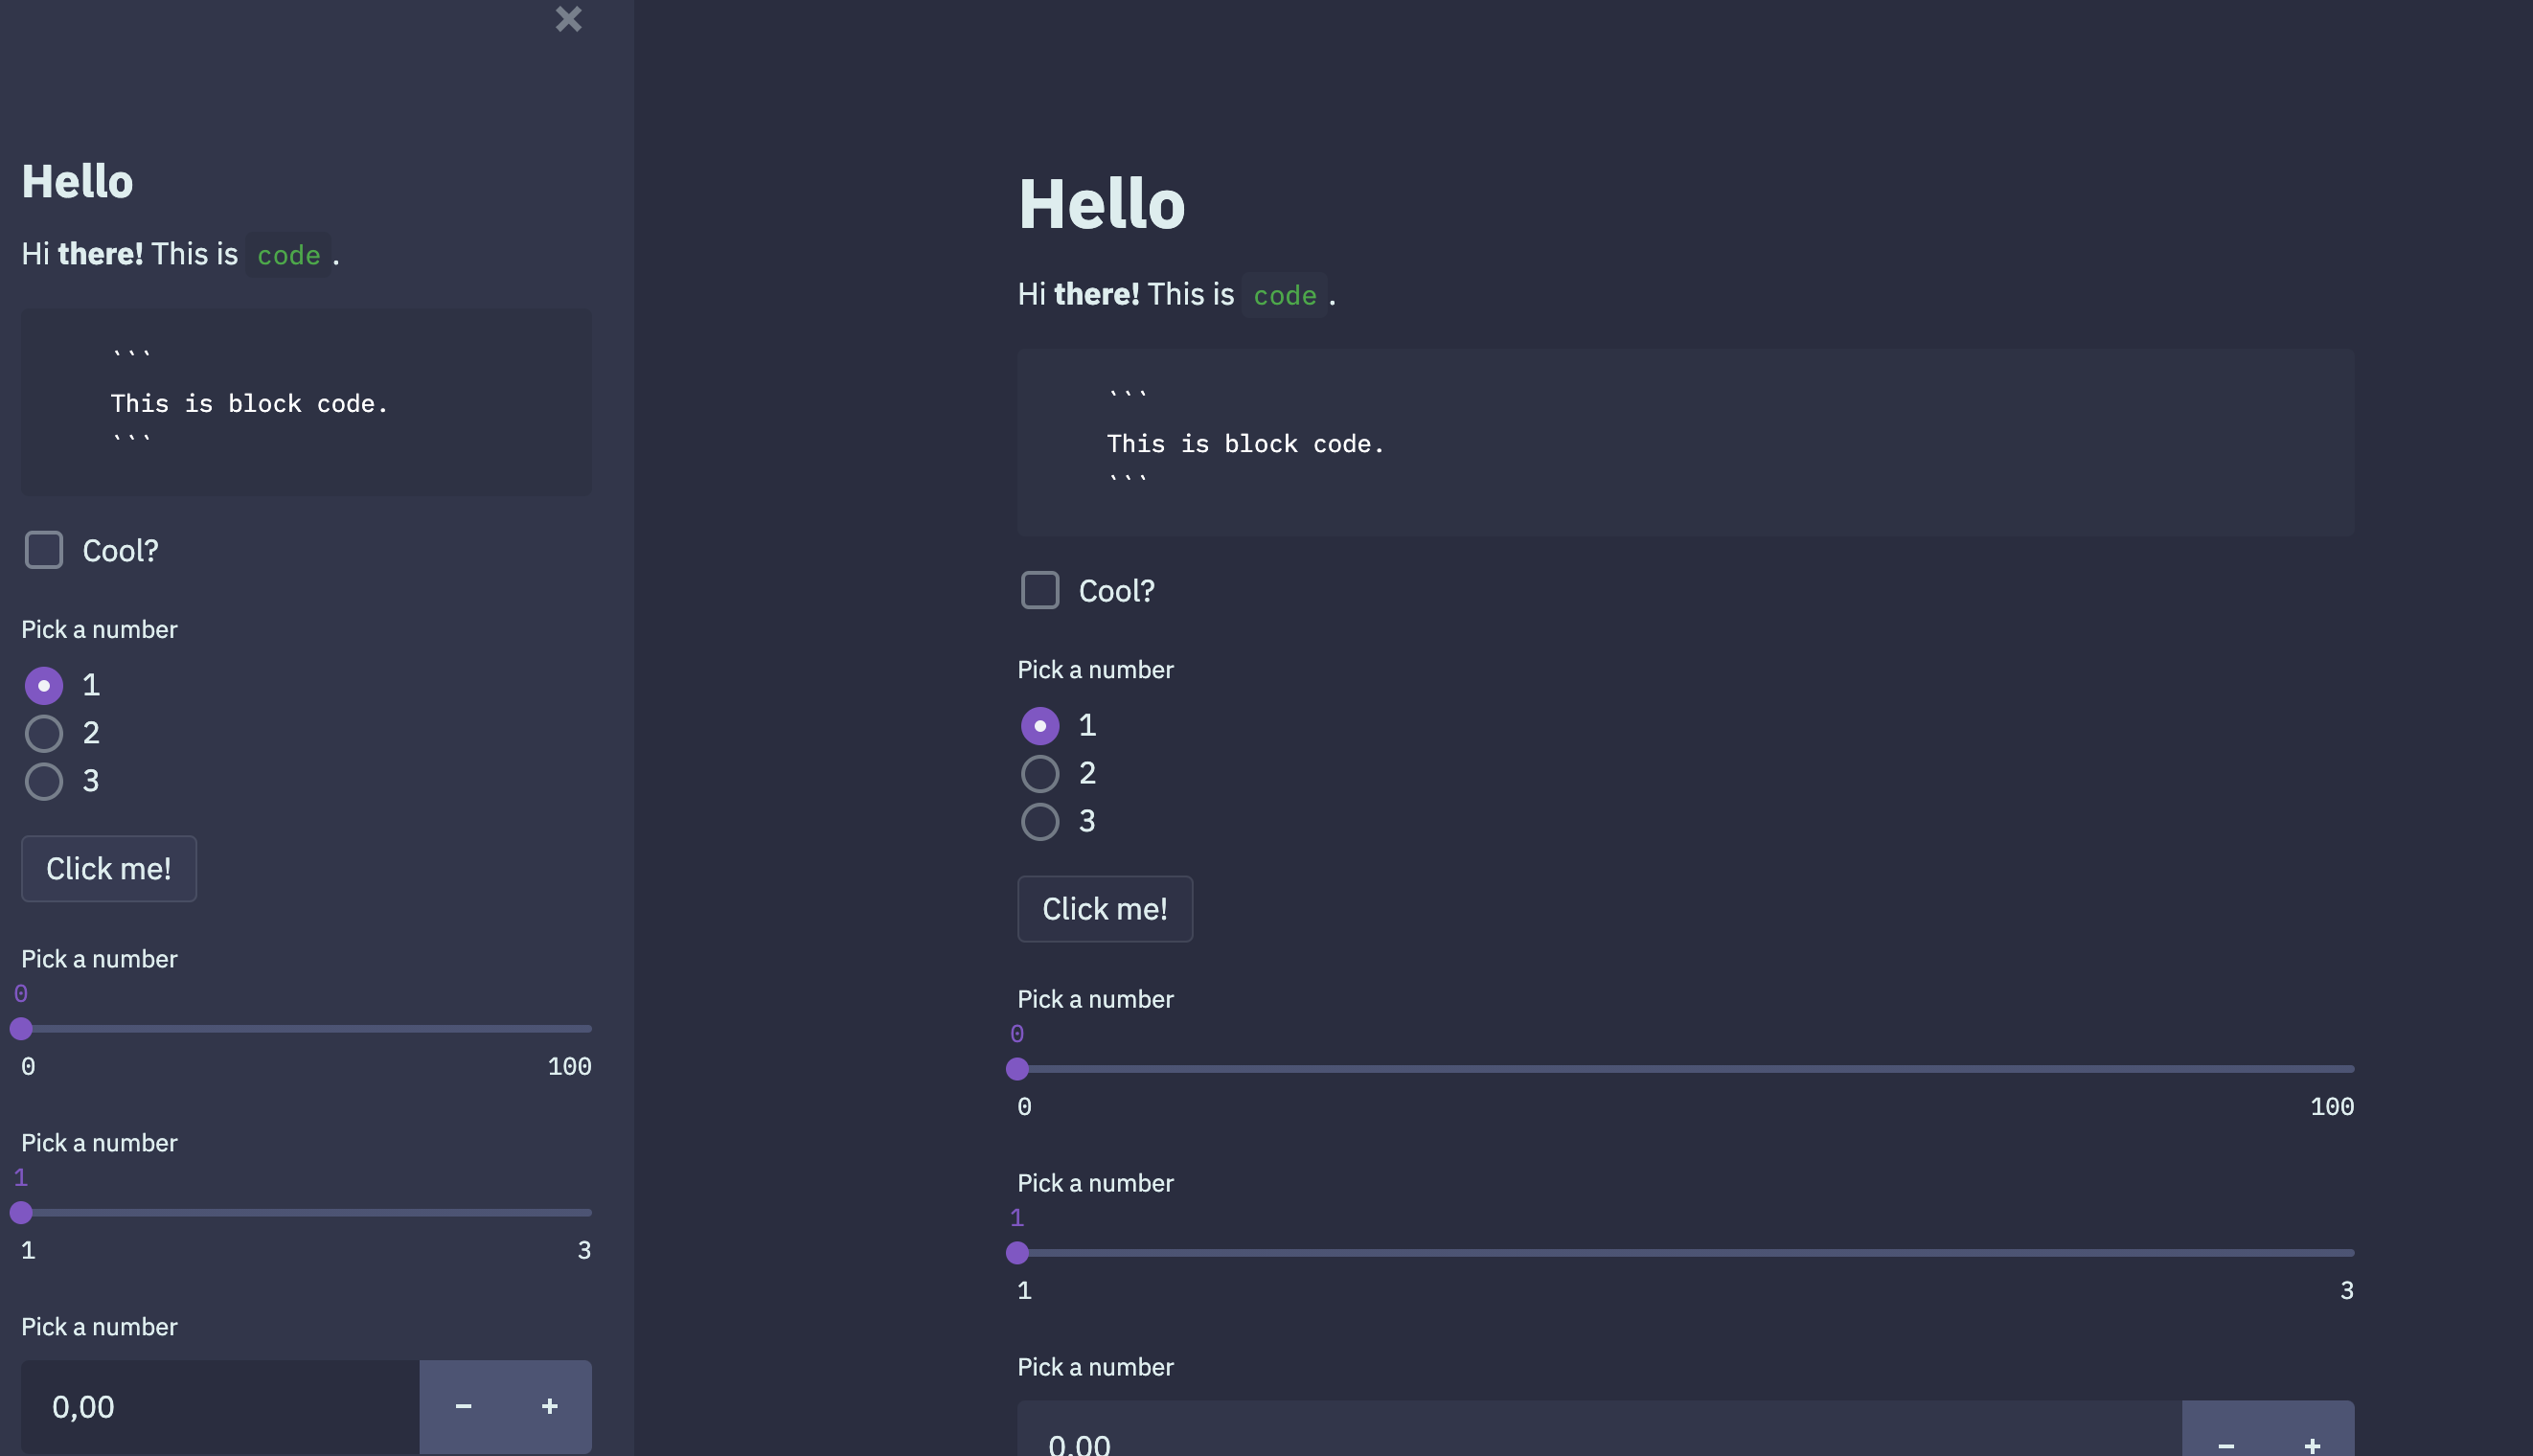 Hello
Hi there! This is code .
```
This is block code.
```
Cool?
Pick a number
1
2
3
Click me!
Pick a number
0
0 100
Pick a number
1
1 3
Pick a number
0,00 − +
Hello
Hi there! This is code .
```
This is block code.
```
Cool?
Pick a number
1
2
3
Click me!
Pick a number
0
0 100
Pick a number
1
1 3
Pick a number
0,00 − +